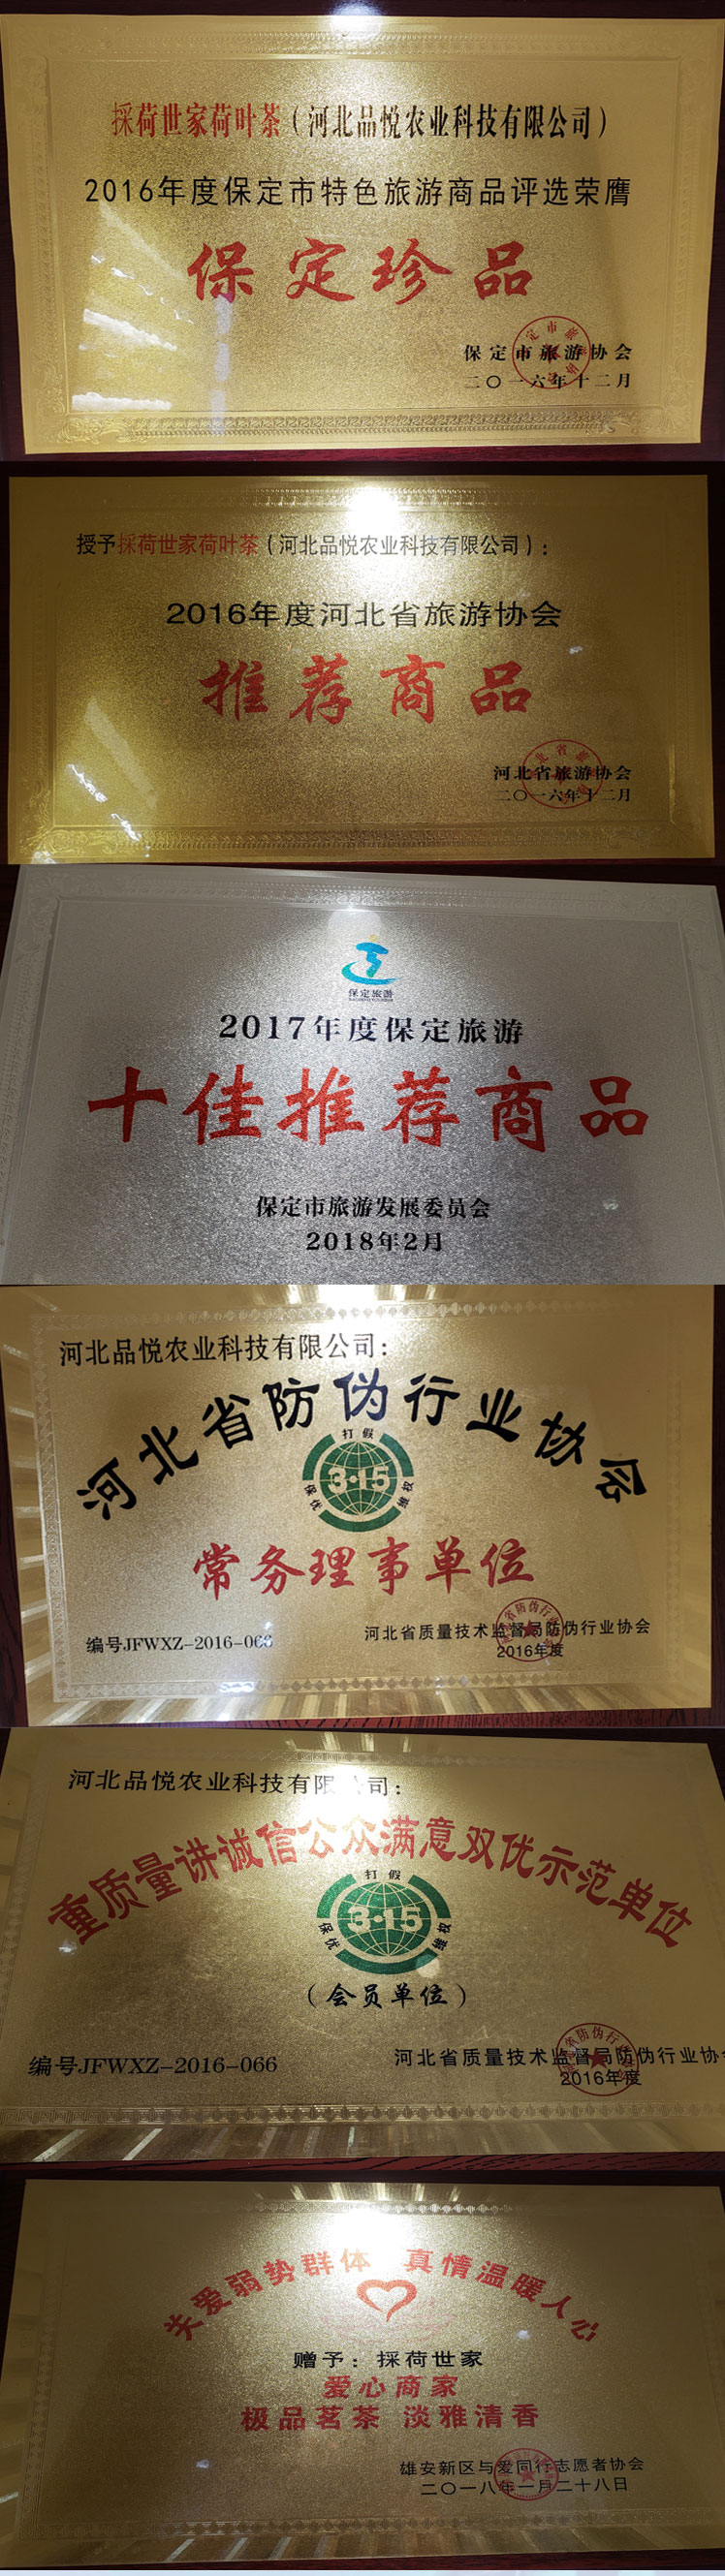 採荷世家荷叶茶（河北品悦农业科技有限公司）
2016年度保定市特色旅游商品评选荣膺
保定珍品
保定市旅游协会
二〇一六年十二月
授予採荷世家荷叶茶（河北品悦农业科技有限公司）：
2016年度河北省旅游协会
推荐商品
河北省旅游协会
二〇一六年十二月
保定旅游
2017年度保定旅游
十佳推荐商品
保定市旅游发展委员会
2018年2月
河北品悦农业科技有限公司：
河北省防伪行业协会
打假
3·15
保优
维权
常务理事单位
编号JFWXZ-2016-066
河北省质量技术监督局防伪行业协会
2016年度
河北品悦农业科技有限 司：
重质量讲诚信公众满意双优示范单位
打假
3·15
保优
维权
（会员单位）
编号JFWXZ-2016-066
河北省质量技术监督局防伪行业协
2016年度
关爱弱势群体 真情温暖人心
赠予：採荷世家
爱心商家
极品茗茶 淡雅清香
雄安新区与爱同行志愿者协会
二〇一八年一月二十八日